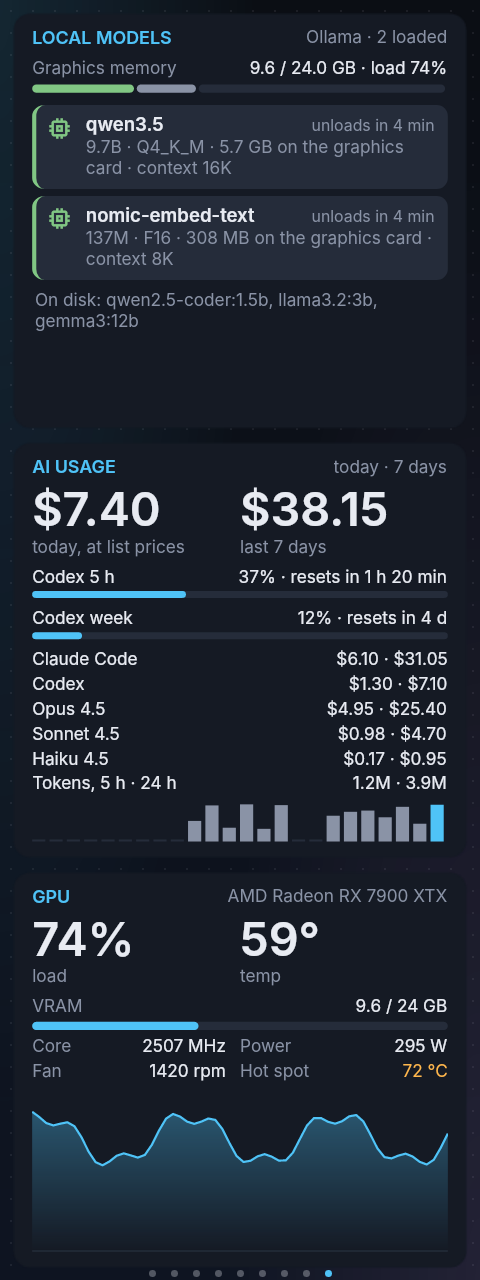 LOCAL MODELS Ollama · 2 loaded
Graphics memory 9.6 / 24.0 GB · load 74%
qwen3.5 unloads in 4 min
9.7B · Q4_K_M · 5.7 GB on the graphics
card · context 16K
nomic-embed-text unloads in 4 min
137M · F16 · 308 MB on the graphics card ·
context 8K
On disk: qwen2.5-coder:1.5b, llama3.2:3b,
gemma3:12b
AI USAGE today · 7 days
$7.40 $38.15
today, at list prices last 7 days
Codex 5 h 37% · resets in 1 h 20 min
Codex week 12% · resets in 4 d
Claude Code $6.10 · $31.05
Codex $1.30 · $7.10
Opus 4.5 $4.95 · $25.40
Sonnet 4.5 $0.98 · $4.70
Haiku 4.5 $0.17 · $0.95
Tokens, 5 h · 24 h 1.2M · 3.9M
GPU AMD Radeon RX 7900 XTX
74% 59°
load temp
VRAM 9.6 / 24 GB
Core 2507 MHz Power 295 W
Fan 1420 rpm Hot spot 72 °C